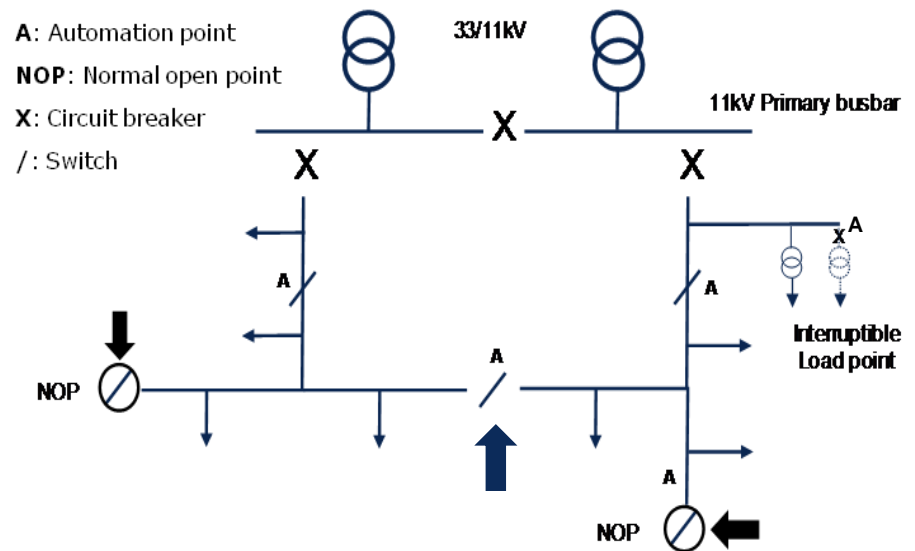 A: Automation point
NOP: Normal open point
X: Circuit breaker
/: Switch
33/11kV
11kV Primary busbar
X
X
X
A
X
A
A
A
Interruptible
Load point
NOP
A
A
NOP